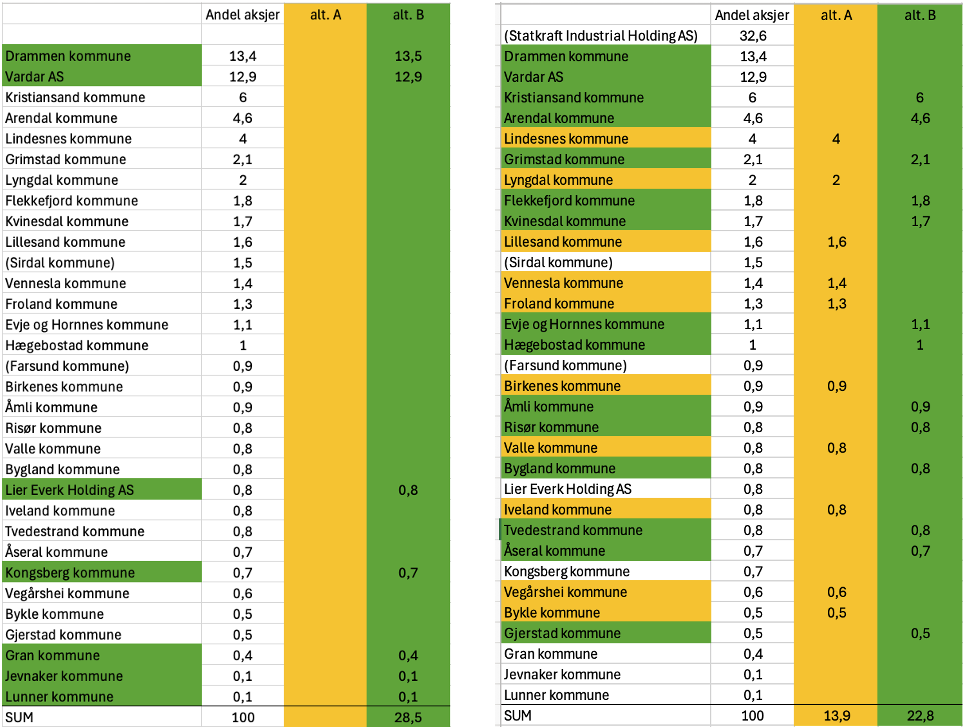 Andel aksjer alt. A alt. B
Drammen kommune 13,4 13,5
Vardar AS 12,9 12,9
Kristiansand kommune 6
Arendal kommune 4,6
Lindesnes kommune 4
Grimstad kommune 2,1
Lyngdal kommune 2
Flekkefjord kommune 1,8
Kvinesdal kommune 1,7
Lillesand kommune 1,6
(Sirdal kommune) 1,5
Vennesla kommune 1,4
Froland kommune 1,3
Evje og Hornnes kommune 1,1
Hægebostad kommune 1
(Farsund kommune) 0,9
Birkenes kommune 0,9
Åmli kommune 0,9
Risør kommune 0,8
Valle kommune 0,8
Bygland kommune 0,8
Lier Everk Holding AS 0,8 0,8
Iveland kommune 0,8
Tvedestrand kommune 0,8
Åseral kommune 0,7
Kongsberg kommune 0,7 0,7
Vegårshei kommune 0,6
Bykle kommune 0,5
Gjerstad kommune 0,5
Gran kommune 0,4 0,4
Jevnaker kommune 0,1 0,1
Lunner kommune 0,1 0,1
SUM 100 28,5
Andel aksjer alt. A alt. B
(Statkraft Industrial Holding AS) 32,6
Drammen kommune 13,4
Vardar AS 12,9
Kristiansand kommune 6 6
Arendal kommune 4,6 4,6
Lindesnes kommune 4 4
Grimstad kommune 2,1 2,1
Lyngdal kommune 2 2
Flekkefjord kommune 1,8 1,8
Kvinesdal kommune 1,7 1,7
Lillesand kommune 1,6 1,6
(Sirdal kommune) 1,5
Vennesla kommune 1,4 1,4
Froland kommune 1,3 1,3
Evje og Hornnes kommune 1,1 1,1
Hægebostad kommune 1 1
(Farsund kommune) 0,9
Birkenes kommune 0,9 0,9
Åmli kommune 0,9 0,9
Risør kommune 0,8 0,8
Valle kommune 0,8 0,8
Bygland kommune 0,8 0,8
Lier Everk Holding AS 0,8
Iveland kommune 0,8 0,8
Tvedestrand kommune 0,8 0,8
Åseral kommune 0,7 0,7
Kongsberg kommune 0,7
Vegårshei kommune 0,6 0,6
Bykle kommune 0,5 0,5
Gjerstad kommune 0,5 0,5
Gran kommune 0,4
Jevnaker kommune 0,1
Lunner kommune 0,1
SUM 100 13,9 22,8